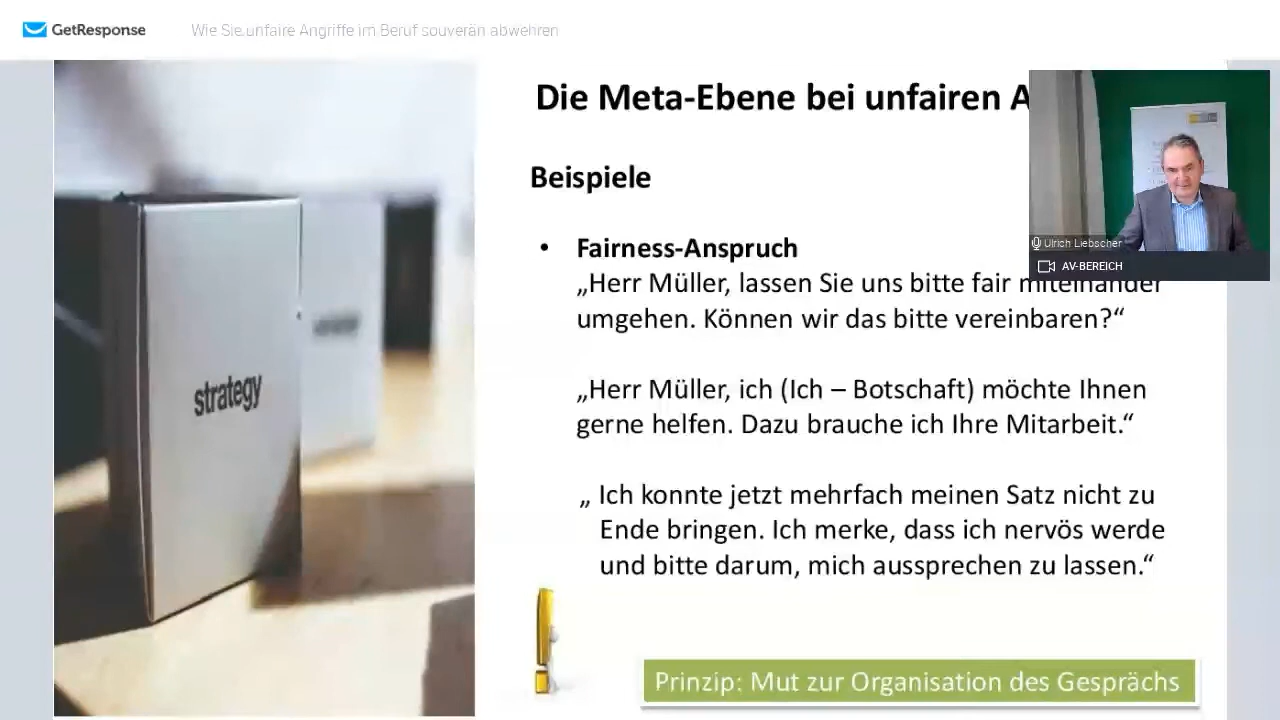 GetResponse
Wie Sie unfaire Angriffe im Beruf souverän abwehren
Die Meta-Ebene bei unfairen A
Beispiele
• Fairness-Anspruch
„Herr Müller, lassen Sie uns bitte fair miteinander
umgehen. Können wir das bitte vereinbaren?“
„Herr Müller, ich (Ich – Botschaft) möchte Ihnen
gerne helfen. Dazu brauche ich Ihre Mitarbeit.“
„ Ich konnte jetzt mehrfach meinen Satz nicht zu
Ende bringen. Ich merke, dass ich nervös werde
und bitte darum, mich aussprechen zu lassen.“
Prinzip: Mut zur Organisation des Gesprächs
strategy
Ulrich Liebscher
AV-BEREICH